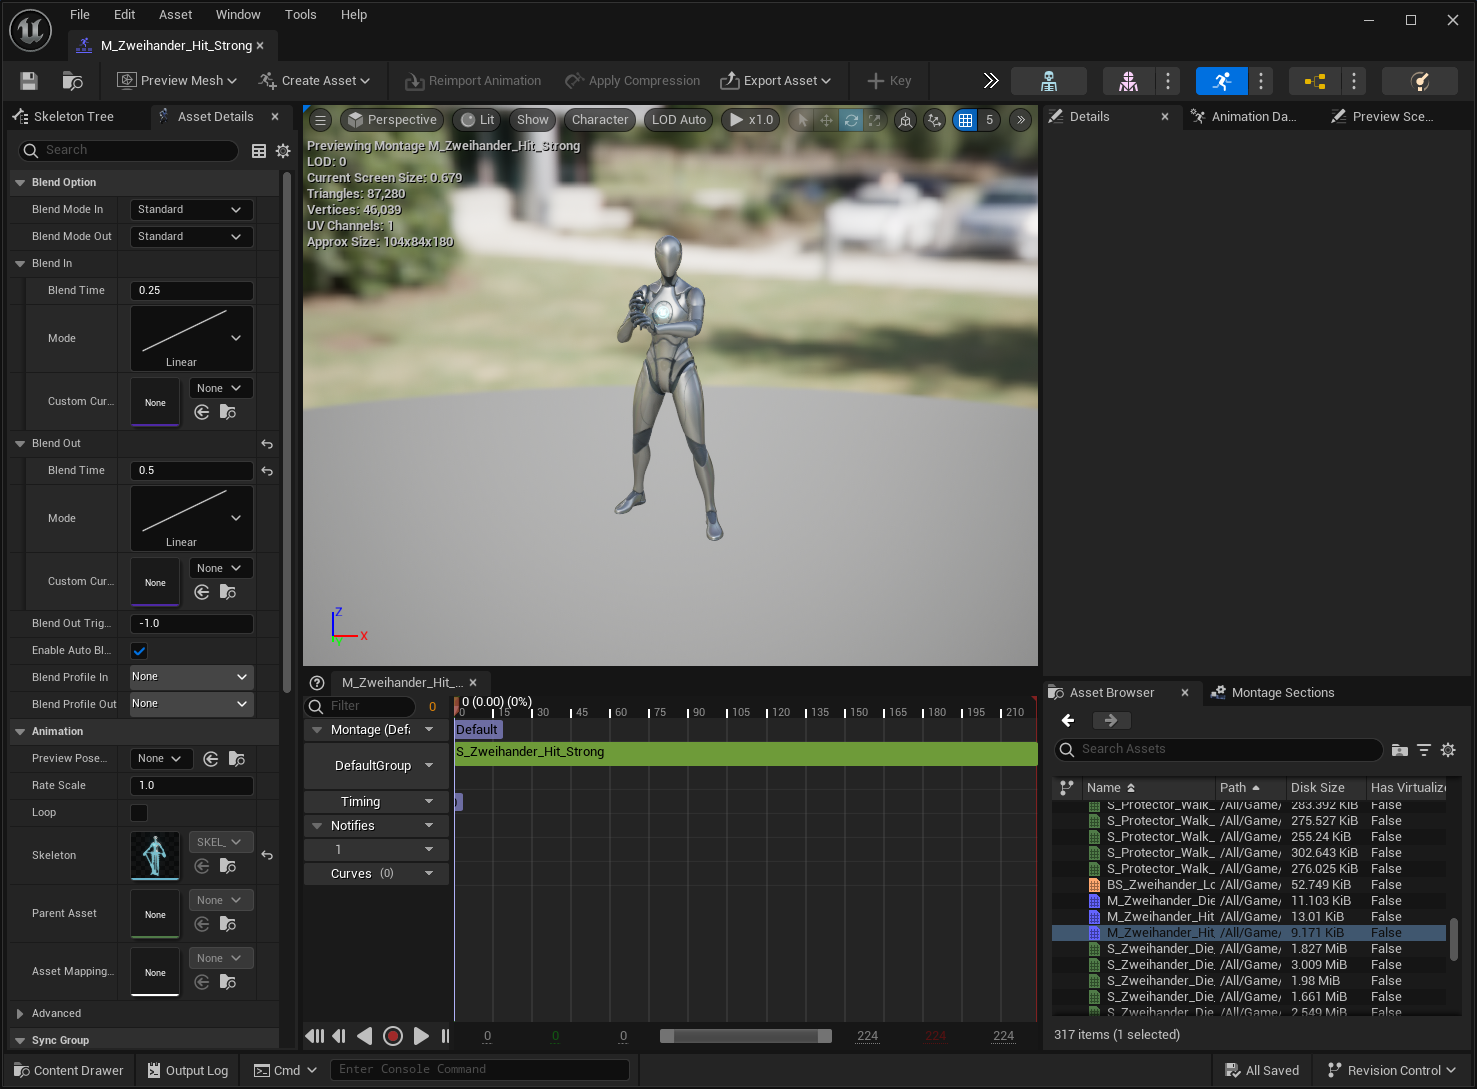 File Edit Asset Window Tools Help
M_Zweihander_Hit_Strong
Preview Mesh Create Asset Reimport Animation Apply Compression Export Asset Key
Skeleton Tree Asset Details
Search
Blend Option
Blend Mode In Standard
Blend Mode Out Standard
Blend In
Blend Time 0.25
Mode
Linear
Custom Cur... None None
Blend Out
Blend Time 0.5
Mode
Linear
Custom Cur... None None
Blend Out Trig... -1.0
Enable Auto Bl...
Blend Profile In None
Blend Profile Out None
Animation
Preview Pose... None
Rate Scale 1.0
Loop
Skeleton SKEL_
Parent Asset None None
Asset Mapping... None None
Advanced
Sync Group
Perspective Lit Show Character LOD Auto x1.0 5
Previewing Montage M_Zweihander_Hit_Strong
LOD: 0
Current Screen Size: 0.679
Triangles: 87,280
Vertices: 46,039
UV Channels: 1
Approx Size: 104x84x180
Z
X
M_Zweihander_Hit_...
Filter 0
0 (0.00) (0%)
0 15 30 45 60 75 90 105 120 135 150 165 180 195 210
Montage (Defa Default
S_Zweihander_Hit_Strong
DefaultGroup
Timing
Notifies
1
Curves (0)
0 0 0 224 224 224
Details Animation Da... Preview Sce...
Asset Browser Montage Sections
Search Assets
Name Path Disk Size Has Virtualize
S_Protector_Walk_ /All/Game/ 283.392 KiB False
S_Protector_Walk_ /All/Game/ 275.527 KiB False
S_Protector_Walk_ /All/Game/ 255.24 KiB False
S_Protector_Walk_ /All/Game/ 302.643 KiB False
S_Protector_Walk_ /All/Game/ 276.025 KiB False
BS_Zweihander_Lo /All/Game/ 52.749 KiB False
M_Zweihander_Die /All/Game/ 11.103 KiB False
M_Zweihander_Hit /All/Game/ 13.01 KiB False
M_Zweihander_Hit_ /All/Game/ 9.171 KiB False
S_Zweihander_Die_ /All/Game/ 1.827 MiB False
S_Zweihander_Die_ /All/Game/ 3.009 MiB False
S_Zweihander_Die_ /All/Game/ 1.98 MiB False
S_Zweihander_Die_ /All/Game/ 1.661 MiB False
S_Zweihander_Die_ /All/Game/ 2.549 MiB False
317 items (1 selected)
Content Drawer Output Log Cmd Enter Console Command All Saved Revision Control